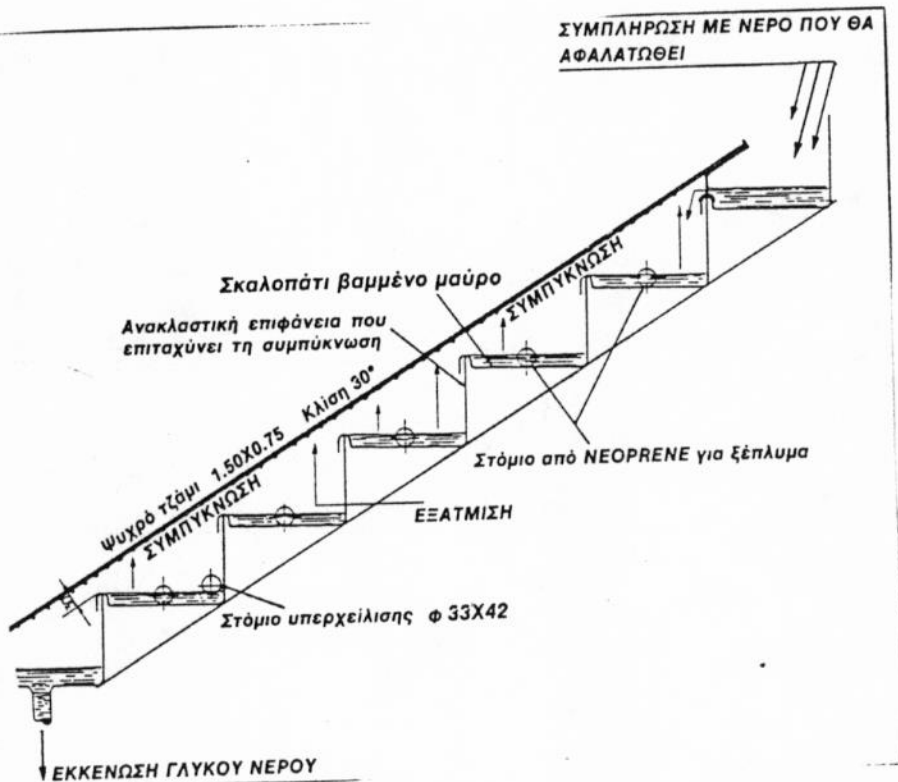 ΣΥΜΠΛΗΡΩΣΗ ΜΕ ΝΕΡΟ ΠΟΥ ΘΑ
ΑΦΑΛΑΤΩΘΕΙ
Σκαλοπάτι βαμμένο μαύρο
ΣΥΜΠΥΚΝΩΣΗ
Ανακλαστική επιφάνεια που
επιταχύνει τη συμπύκνωση
Ψυχρό τζάμι 1.50Χ0.75 Κλίση 30°
ΣΥΜΠΥΚΝΩΣΗ
Στόμιο από NEOPRENE για ξέπλυμα
ΕΞΑΤΜΙΣΗ
Στόμιο υπερχείλισης φ 33Χ42
ΕΚΚΕΝΩΣΗ ΓΛΥΚΟΥ ΝΕΡΟΥ